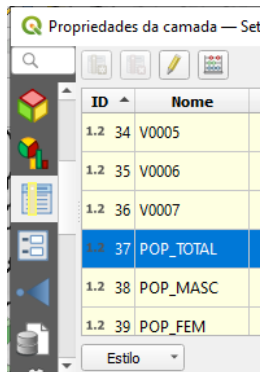 Propriedades da camada — Set
ID Nome
1.2 34 V0005
1.2 35 V0006
1.2 36 V0007
1.2 37 POP_TOTAL
1.2 38 POP_MASC
1.2 39 POP_FEM
Estilo